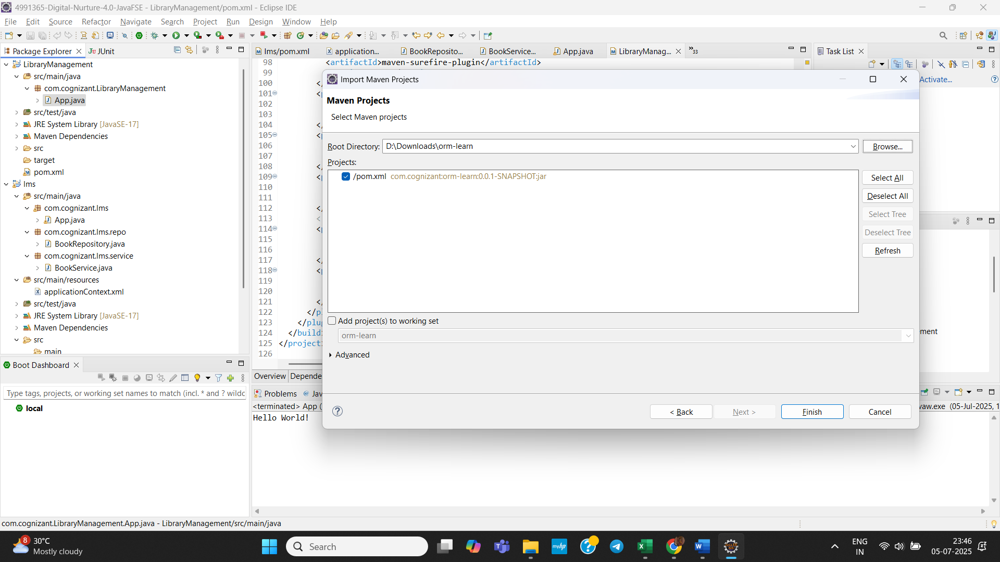 4991365-Digital-Nurture-4.0-JavaFSE - LibraryManagement/pom.xml - Eclipse IDE
File Edit Source Refactor Navigate Search Project Run Design Window Help
Package Explorer
JUnit
LibraryManagement
src/main/java
com.cognizant.LibraryManagement
App.java
src/test/java
JRE System Library [JavaSE-17]
Maven Dependencies
src
target
pom.xml
lms
src/main/java
com.cognizant.lms
App.java
com.cognizant.lms.repo
BookRepository.java
com.cognizant.lms.service
BookService.java
src/main/resources
applicationContext.xml
src/test/java
JRE System Library [JavaSE-17]
Maven Dependencies
src
main
Boot Dashboard
Type tags, projects, or working set names to match (incl. * and ? wildc
local
lms/pom.xml
application...
BookReposito...
BookService...
App.java
LibraryManag...
33
98 <artifactId>maven-surefire-plugin</artifactId>
99
100 </
101 <
102
103
104 </
105 <
106
107
108 </
109 <
110
111
112 </
113 <
114 <
115
116
117 </
118 <
119
120
121 </
122 </p
123 </plu
124 </build
125 </project
126
Overview Depende
Problems @ Jav
<terminated> App (
Hello World!
Import Maven Projects
Maven Projects
Select Maven projects
Root Directory: D:\Downloads\orm-learn
Browse...
Projects:
/pom.xml com.cognizant:orm-learn:0.0.1-SNAPSHOT:jar
Select All
Deselect All
Select Tree
Deselect Tree
Refresh
Add project(s) to working set
orm-learn
Advanced
< Back
Next >
Finish
Cancel
Task List
Activate...
ment
vaw.exe (05-Jul-2025, 1
com.cognizant.LibraryManagement.App.java - LibraryManagement/src/main/java
8
30°C
Mostly cloudy
Search
myhp
ENG
IN
23:46
05-07-2025